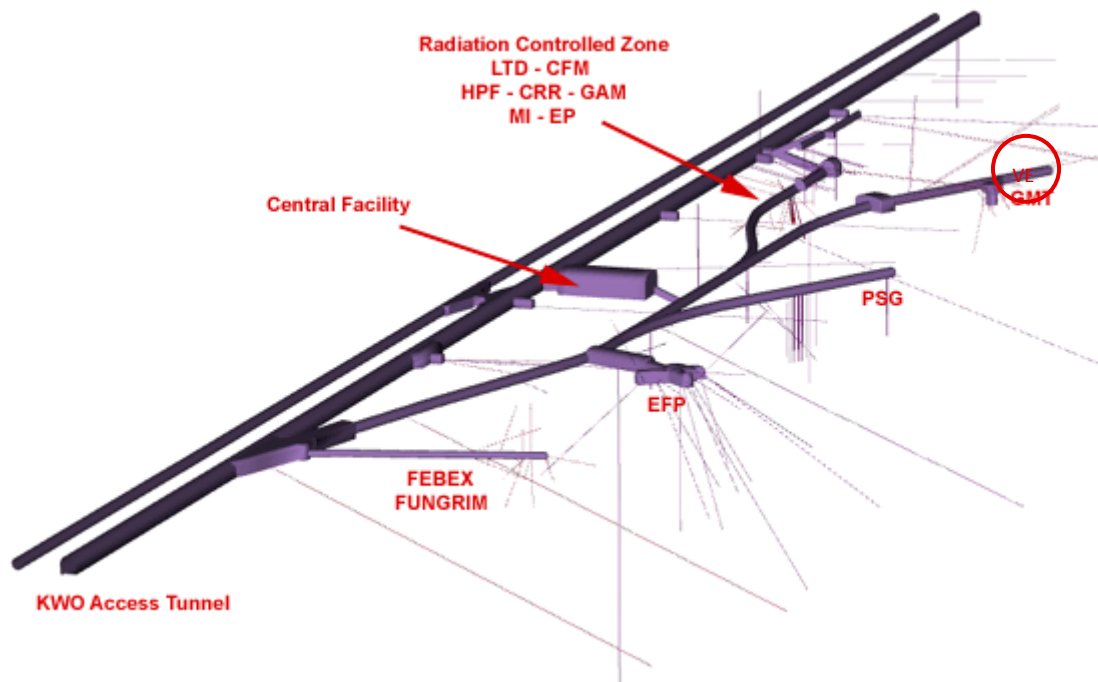 Radiation Controlled Zone
LTD - CFM
HPF - CRR - GAM
MI - EP
Central Facility
VE
GMT
PSG
EFP
FEBEX
FUNGRIM
KWO Access Tunnel